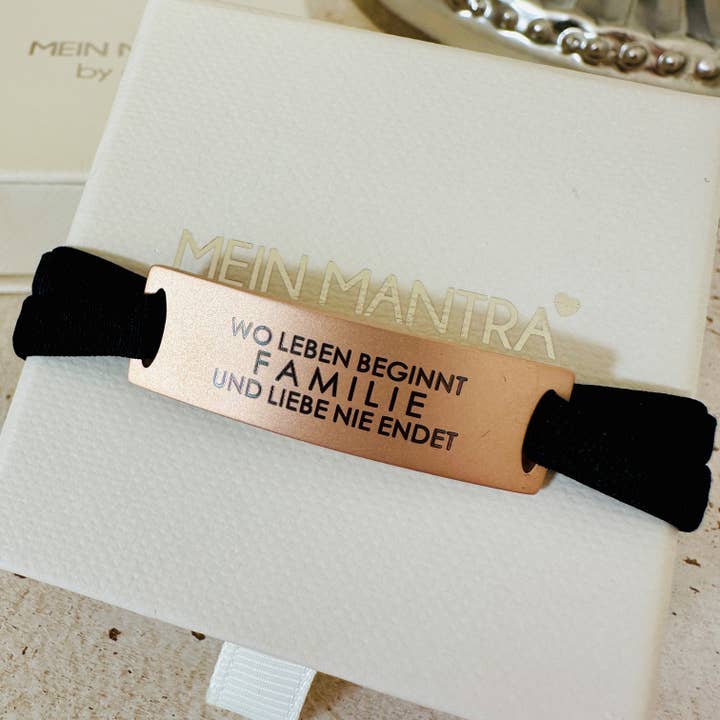 MEIN M
by
MEIN MANTRA
WO LEBEN BEGINNT
FAMILIE
UND LIEBE NIE ENDET